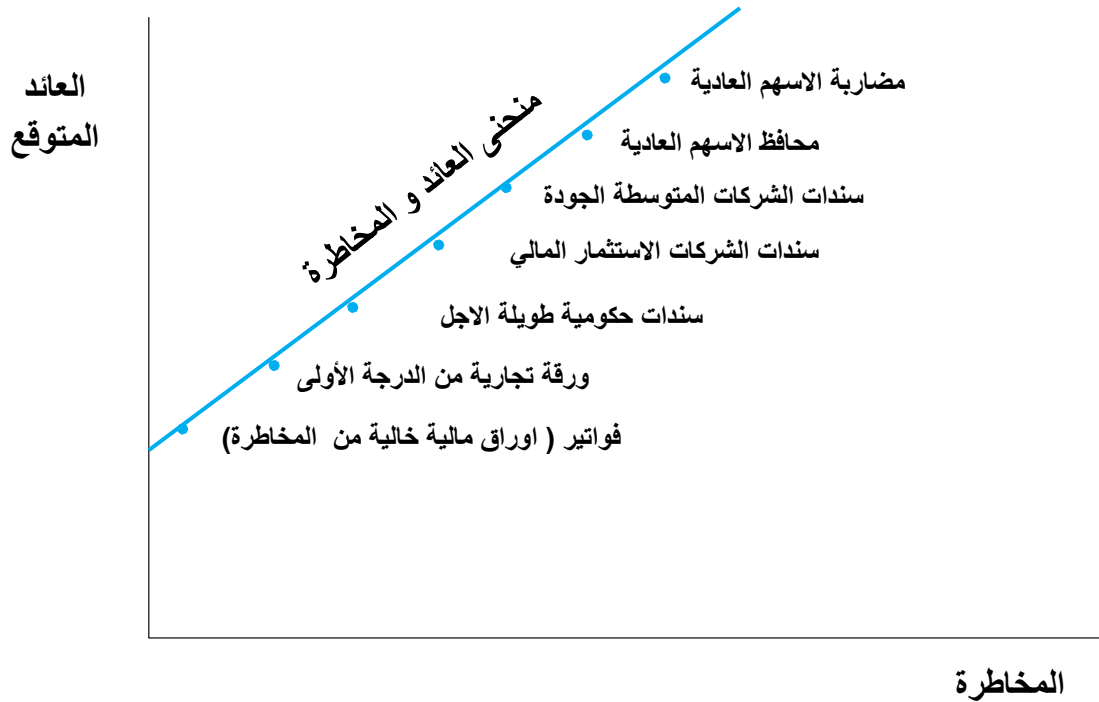 العائد
المتوقع
منحنى العائد و المخاطرة
مضاربة الاسهم العادية
محافظ الاسهم العادية
سندات الشركات المتوسطة الجودة
سندات الشركات الاستثمار المالي
سندات حكومية طويلة الاجل
ورقة تجارية من الدرجة الأولى
فواتير ( اوراق مالية خالية من المخاطرة)
المخاطرة